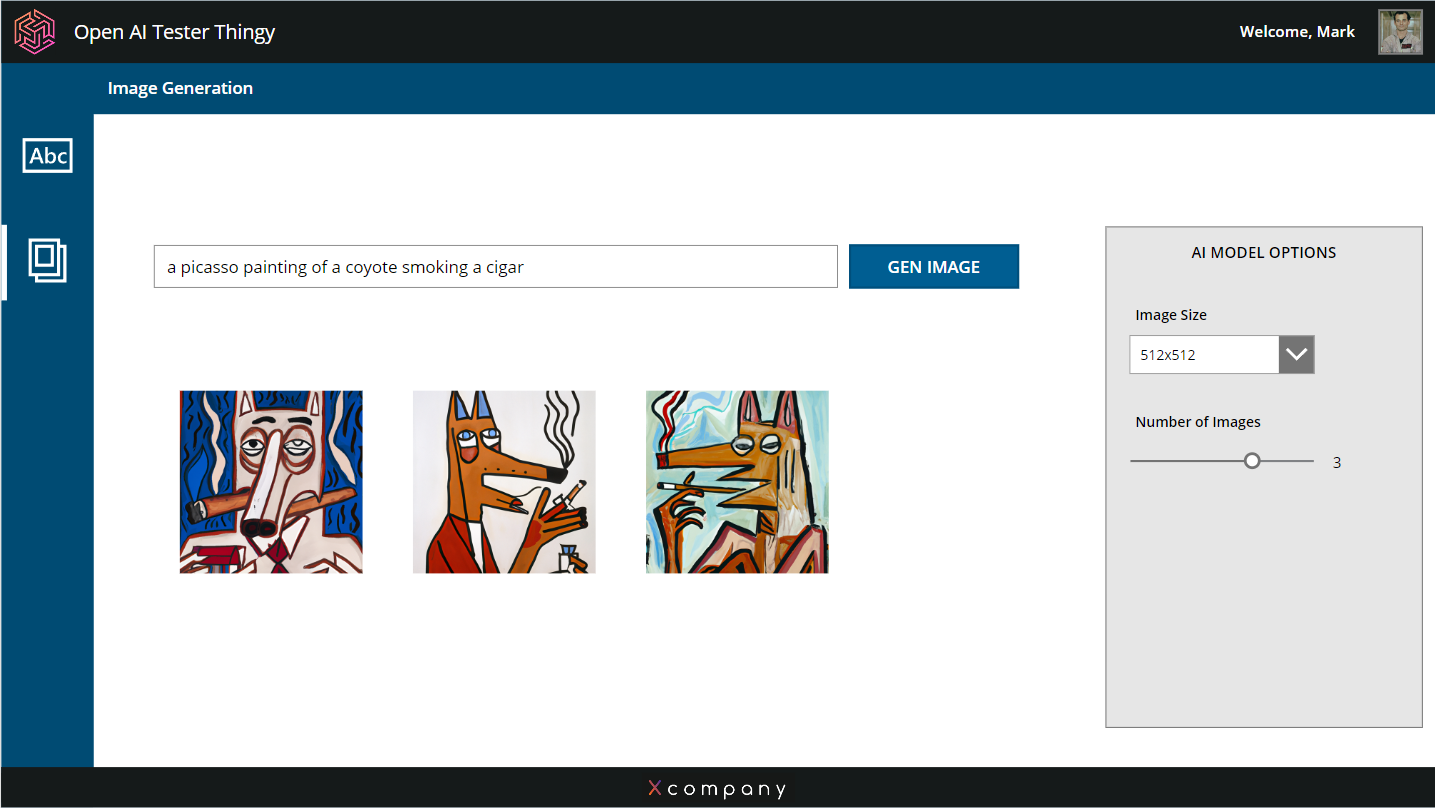 Open AI Tester Thingy
Welcome, Mark
Image Generation
Abc
a picasso painting of a coyote smoking a cigar
GEN IMAGE
AI MODEL OPTIONS
Image Size
512x512
Number of Images
3
Xcompany